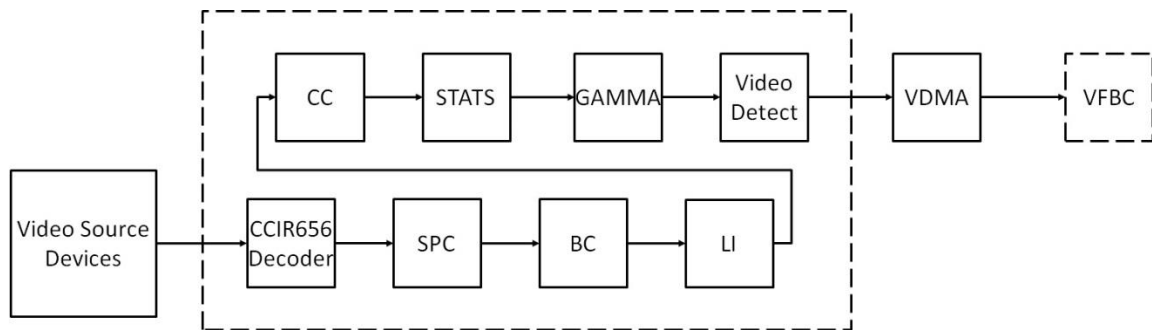 CC
STATS
GAMMA
Video
Detect
VDMA
VFBC
Video Source
Devices
CCIR656
Decoder
SPC
BC
LI